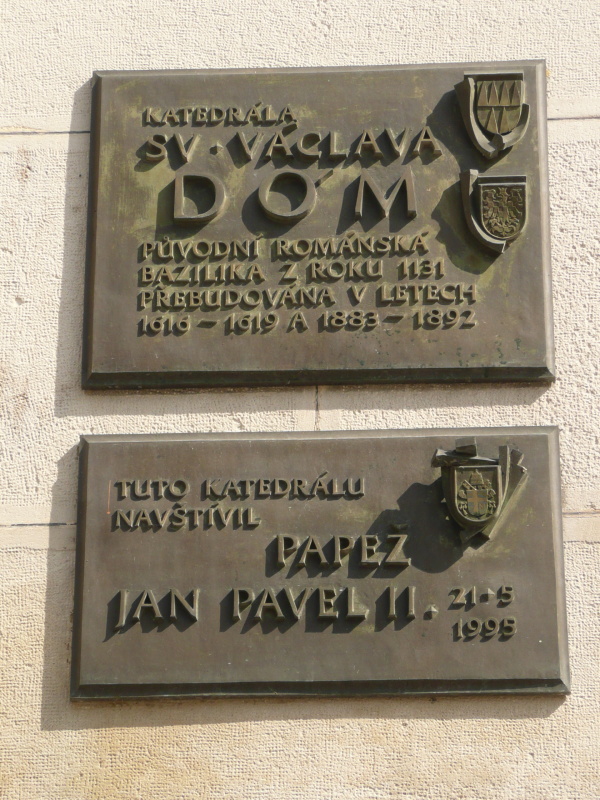 KATEDRÁLA
SV. VÁCLAVA
DÓM
PŮVODNÍ ROMÁNSKÁ
BAZILIKA Z ROKU 1131
PŘEBUDOVÁNA V LETECH
1616 - 1619 A 1883 - 1892
TUTO KATEDRÁLU
NAVŠTÍVIL
PAPEŽ
JAN PAVEL II. 21.5
1995